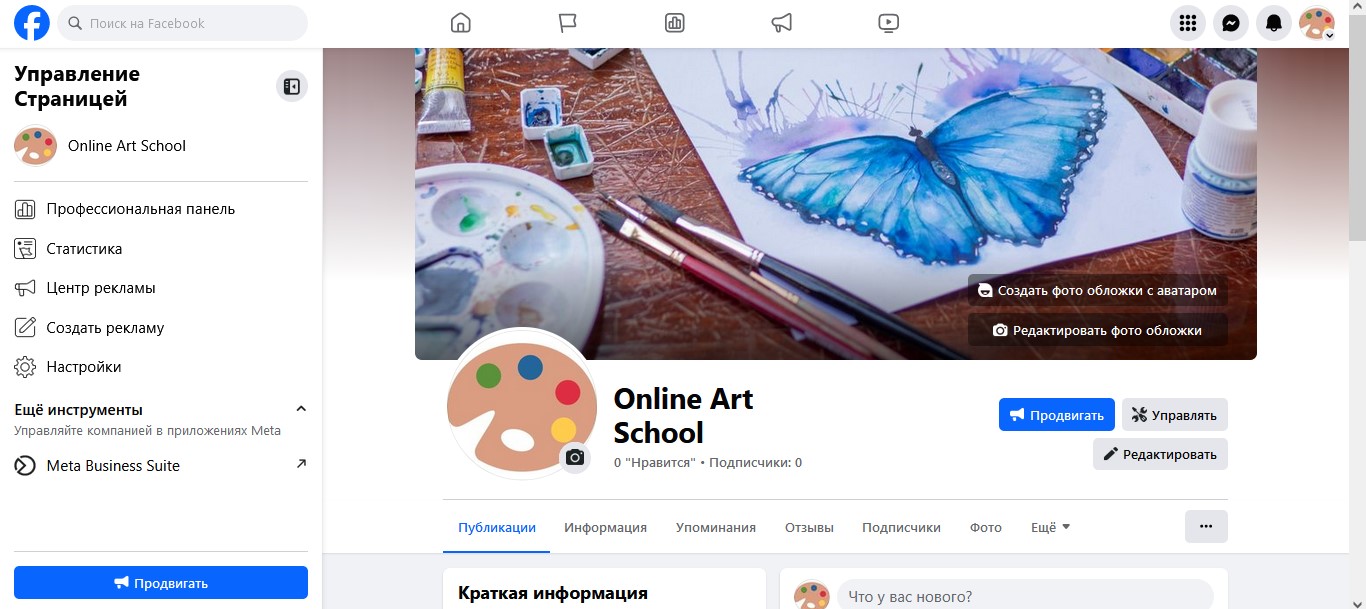 Поиск на Facebook
Управление
Страницей
Online Art School
Профессиональная панель
Статистика
Центр рекламы
Создать рекламу
Настройки
Ещё инструменты
Управляйте компанией в приложениях Meta
Meta Business Suite
Продвигать
Создать фото обложки с аватаром
Редактировать фото обложки
Online Art
School
0 "Нравится" • Подписчики: 0
Продвигать
Управлять
Редактировать
Публикации
Информация
Упоминания
Отзывы
Подписчики
Фото
Ещё
Краткая информация
Что у вас нового?